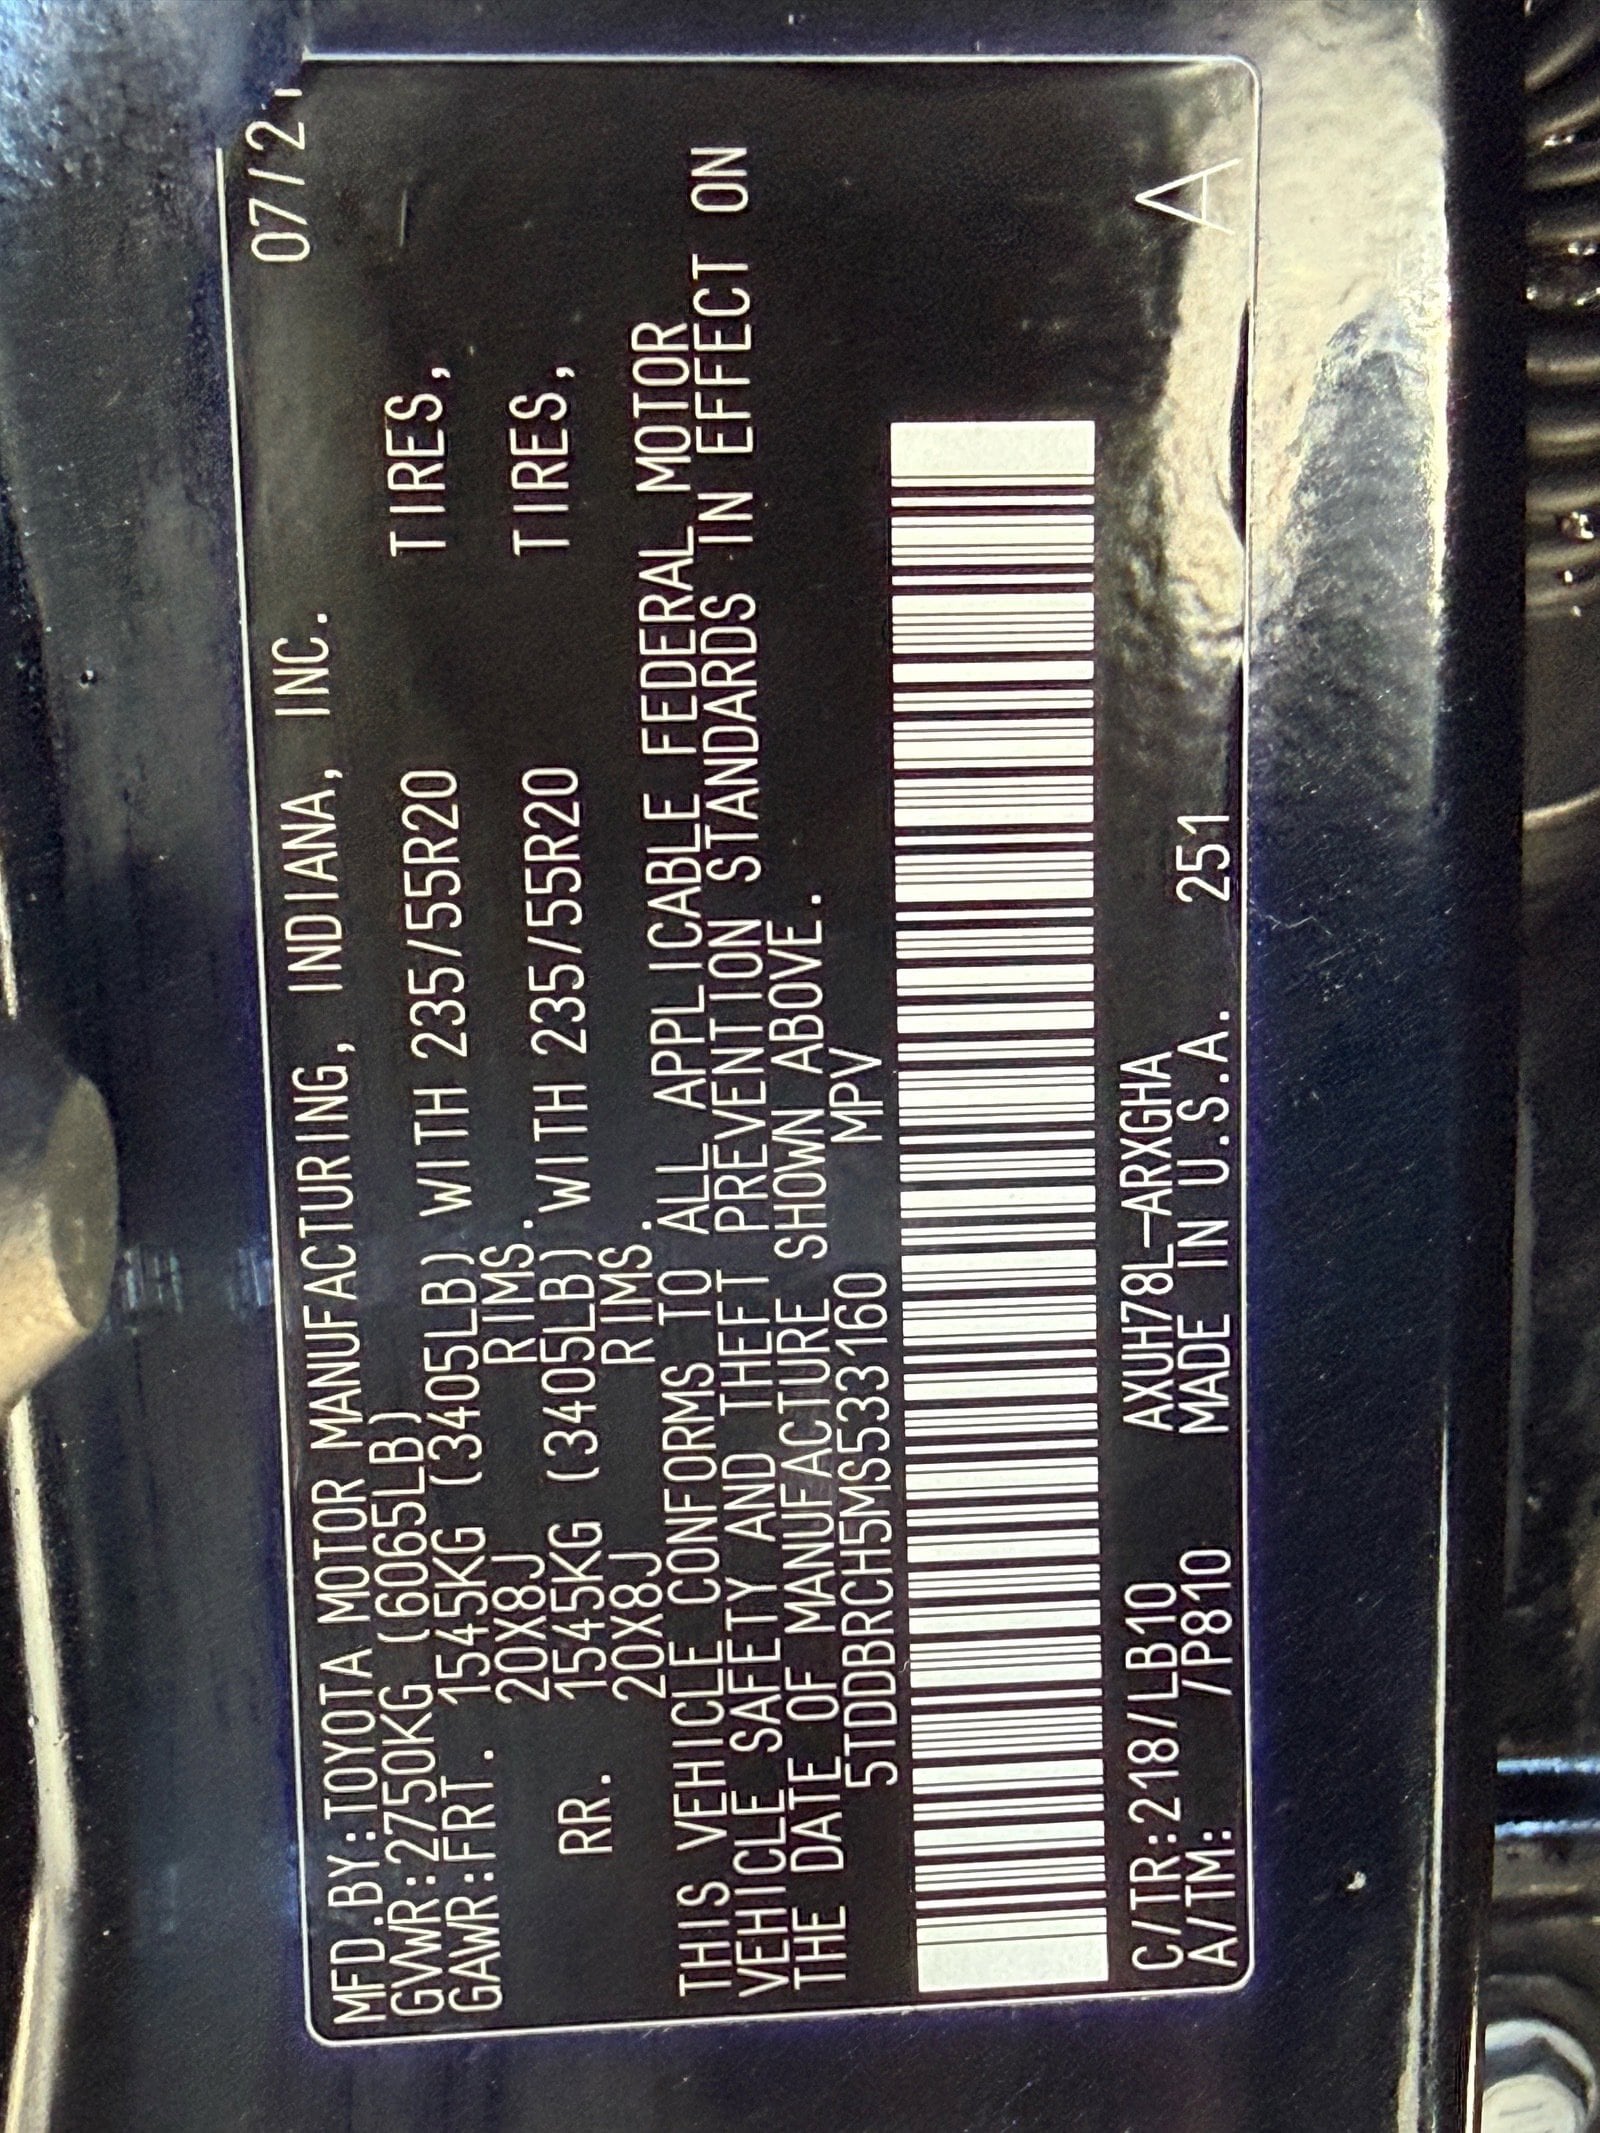 MFD.BY:TOYOTA MOTOR MANUFACTURING, INDIANA, INC. 07/21
GVWR:2750KG (6065LB)
GAWR:FRT. 1545KG (3405LB) WITH 235/55R20 TIRES,
20X8J RIMS.
RR. 1545KG (3405LB) WITH 235/55R20 TIRES,
20X8J RIMS.
THIS VEHICLE CONFORMS TO ALL APPLICABLE FEDERAL MOTOR
VEHICLE SAFETY AND THEFT PREVENTION STANDARDS IN EFFECT ON
THE DATE OF MANUFACTURE SHOWN ABOVE.
5TDDBRCH5MS533160 MPV
C/TR:218/LB10 AXUH78L-ARXGHA
A/TM: /P810 MADE IN U.S.A. 251 A